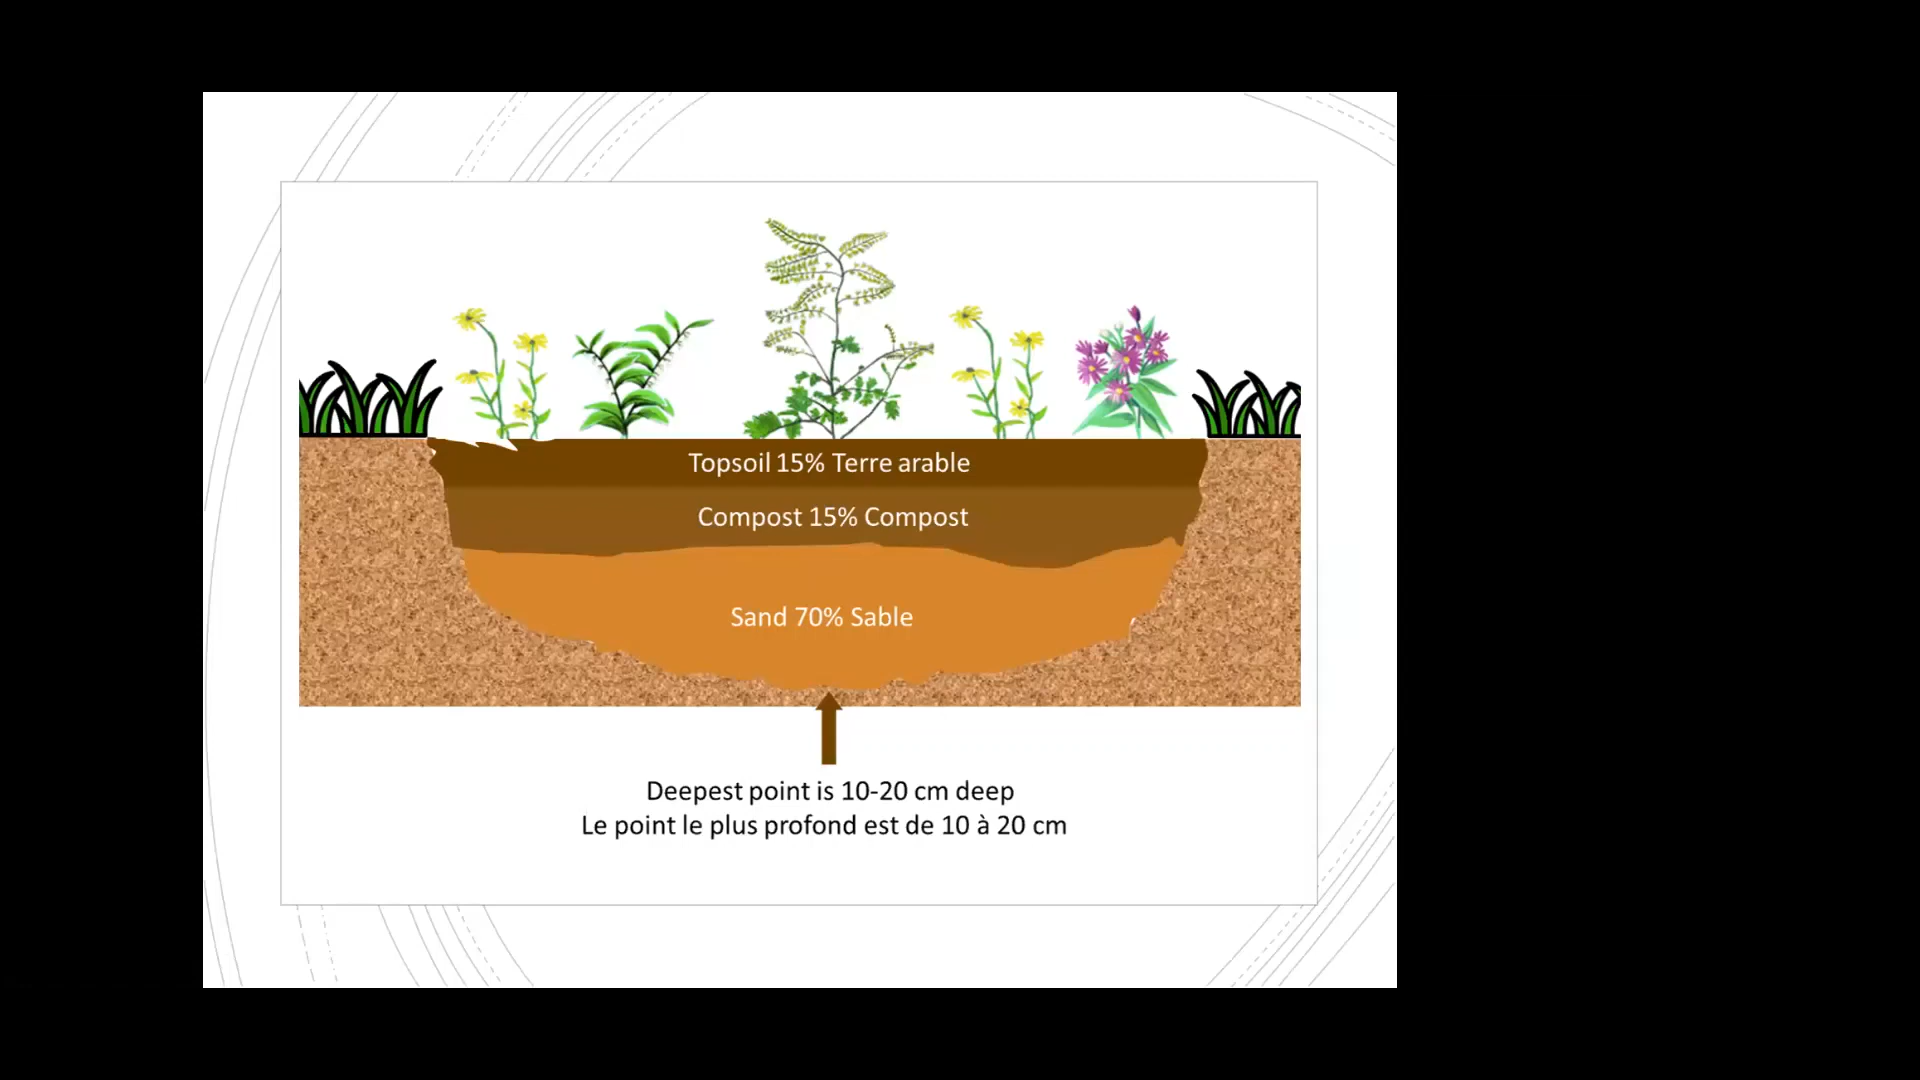 Topsoil 15% Terre arable
Compost 15% Compost
Sand 70% Sable
Deepest point is 10-20 cm deep
Le point le plus profond est de 10 à 20 cm